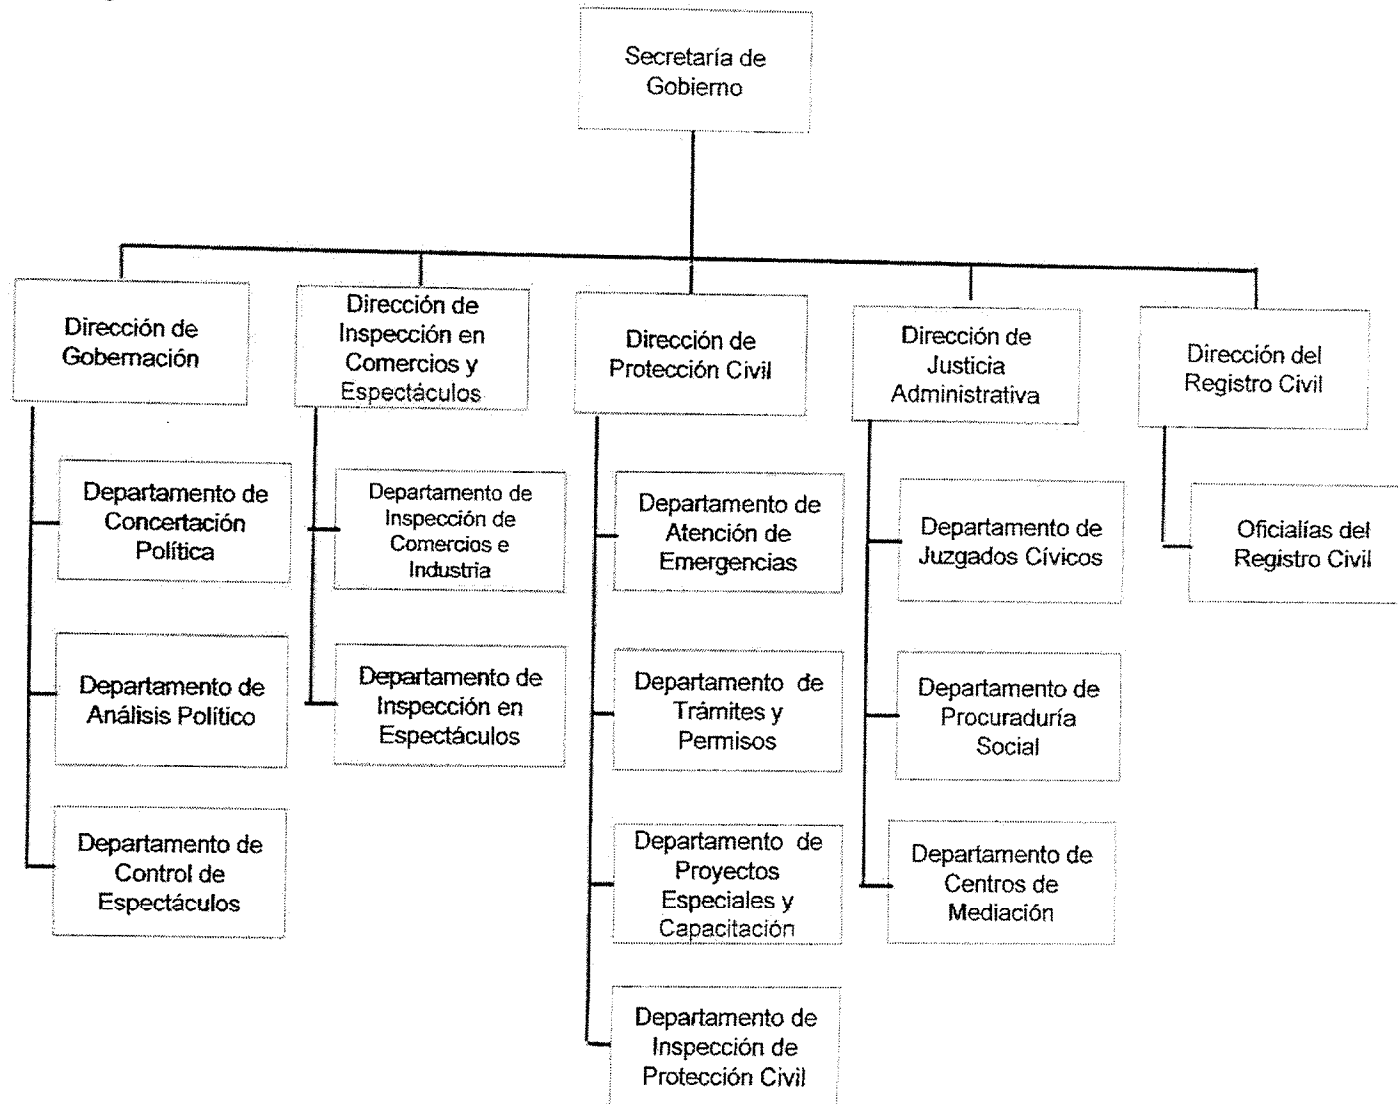 Secretaría de
Gobierno
Dirección de
Gobernación
Departamento de
Concertación
Política
Departamento de
Análisis Político
Departamento de
Control de
Espectáculos
Dirección de
Inspección en
Comercios y
Espectáculos
Departamento de
Inspección de
Comercios e
Industria
Departamento de
Inspección en
Espectáculos
Dirección de
Protección Civil
Departamento de
Atención de
Emergencias
Departamento de
Trámites y
Permisos
Departamento de
Proyectos
Especiales y
Capacitación
Departamento de
Inspección de
Protección Civil
Dirección de
Justicia
Administrativa
Departamento de
Juzgados Cívicos
Departamento de
Procuraduría
Social
Departamento de
Centros de
Mediación
Dirección del
Registro Civil
Oficialías del
Registro Civil